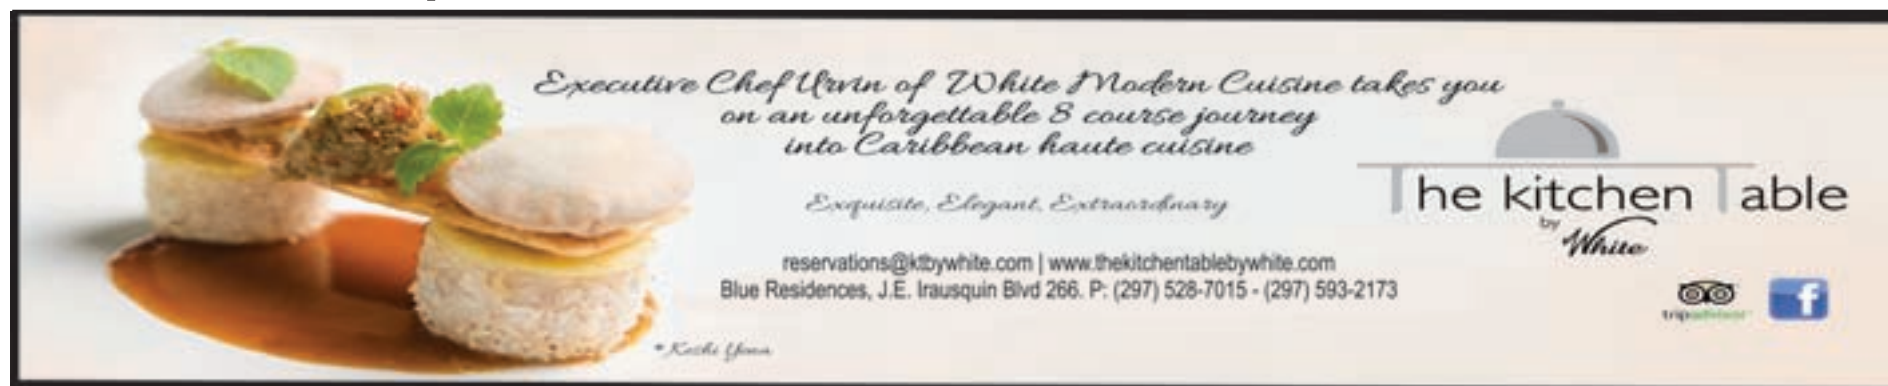 Executive Chef Urvin of White Modern Cuisine takes you
on an unforgettable 8 course journey
into Caribbean haute cuisine
Exquisite, Elegant, Extraordinary
reservations@ktbywhite.com | www.thekitchentablebywhite.com
Blue Residences, J.E. Irausquin Blvd 266. P: (297) 528-7015 - (297) 593-2173
* Keshi Yena
The kitchen Table
by
White
tripadvisor
f